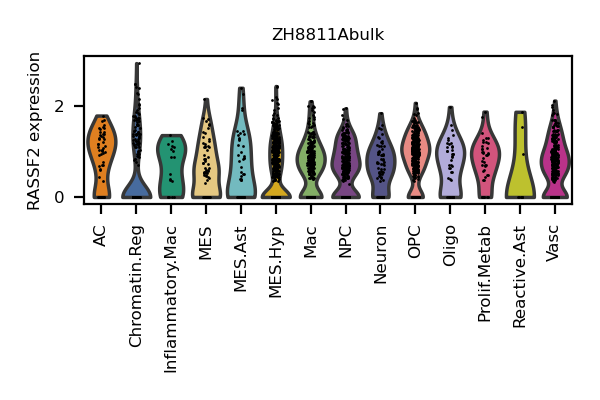 ZH8811Abulk
RASSF2 expression
2
0
AC
Chromatin.Reg
Inflammatory.Mac
MES
MES.Ast
MES.Hyp
Mac
NPC
Neuron
OPC
Oligo
Prolif.Metab
Reactive.Ast
Vasc